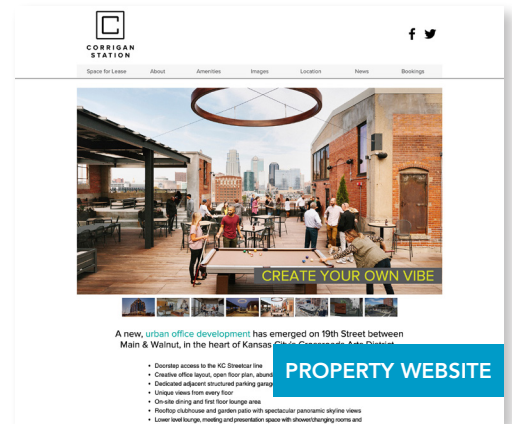 CORRIGAN
STATION
Space for Lease About Amenities Images Location News Bookings
CREATE YOUR OWN VIBE
A new, urban office development has emerged on 19th Street between
Main & Walnut, in the heart of Kansas City's Crossroads Arts District
• Doorstep access to the KC Streetcar line
• Creative office layout, open floor plan,
• Dedicated adjacent structured parking
• Unique views from every floor
• On-site dining and first floor lounge area
• Rooftop clubhouse and garden patio with spectacular panoramic skyline views
• Lower level lounge, meeting and presentation space with shower/changing rooms and
PROPERTY WEBSITE